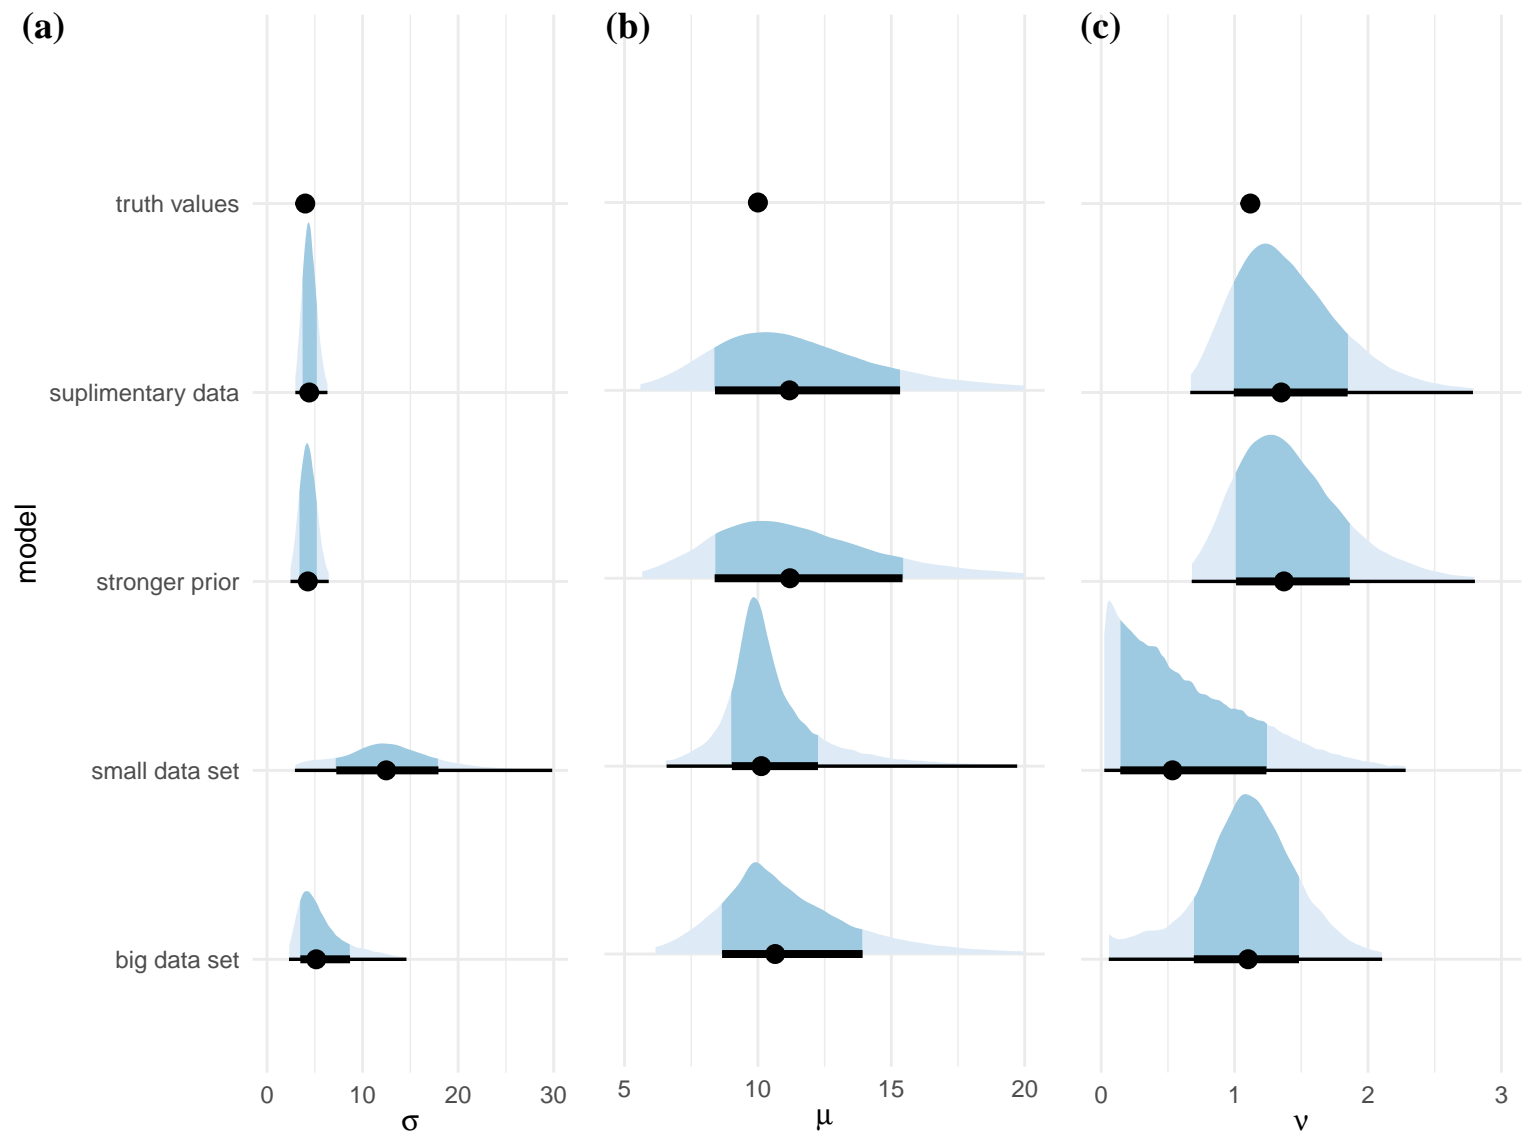 (a)
(b)
(c)
model
truth values
suplimentary data
stronger prior
small data set
big data set
0 10 20 30
σ
5 10 15 20
μ
0 1 2 3
ν